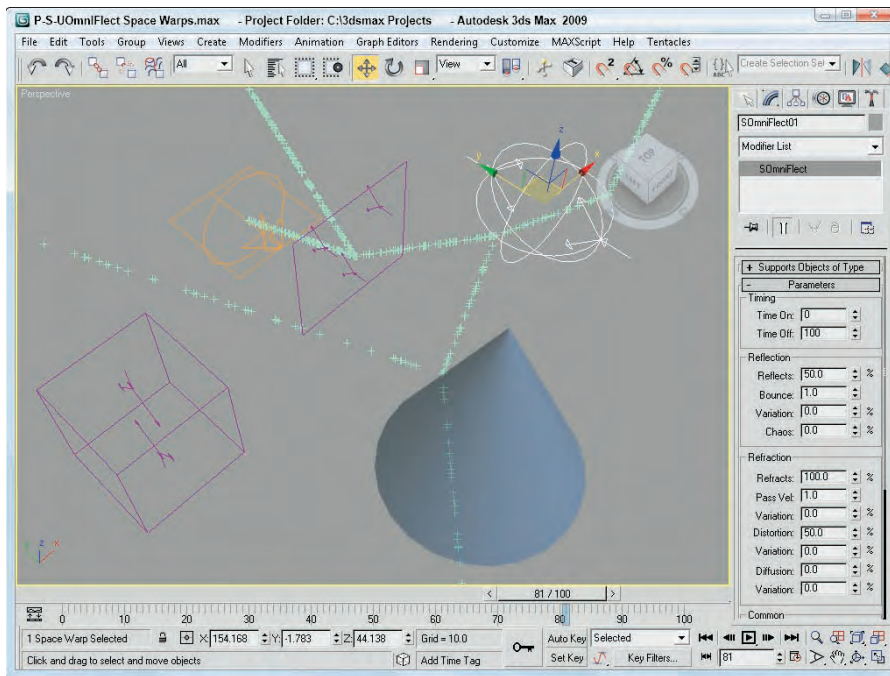 P-S-UOmniFlect Space Warps.max - Project Folder: C:\3dsmax Projects - Autodesk 3ds Max 2009
File Edit Tools Group Views Create Modifiers Animation Graph Editors Rendering Customize MAXScript Help Tentacles
All View Create Selection Set
Perspective
SOmniFlect01
Modifier List
SOmniFlect
+ Supports Objects of Type
- Parameters
Timing
Time On: 0
Time Off: 100
Reflection
Reflects: 50.0 %
Bounce: 1.0
Variation: 0.0 %
Chaos: 0.0 %
Refraction
Refracts: 100.0 %
Pass Vel: 1.0
Variation: 0.0 %
Distortion: 50.0 %
Variation: 0.0 %
Diffusion: 0.0 %
Variation: 0.0 %
Common
z x y
TOP
z x
< 81 / 100 >
0 10 20 30 40 50 60 70 80 90 100
1 Space Warp Selected X: 154.168 Y: -1.783 Z: 44.138 Grid = 10.0 Auto Key Selected
Click and drag to select and move objects Add Time Tag Set Key Key Filters... 81